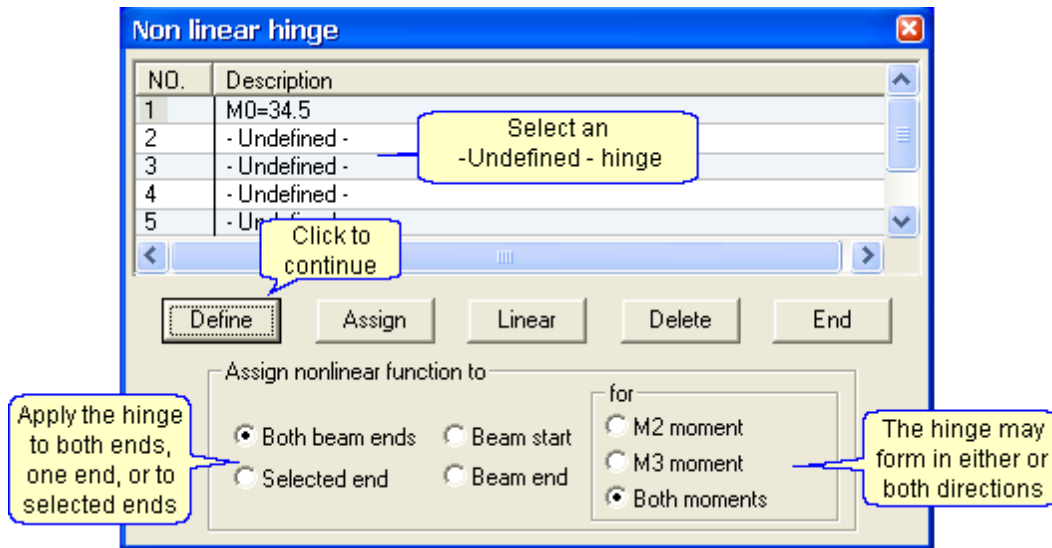 Non linear hinge
NO. Description
1 M0=34.5
2 - Undefined -
3 - Undefined -
4 - Undefined -
5
Select an
-Undefined - hinge
Click to
continue
Define Assign Linear Delete End
Assign nonlinear function to
Both beam ends Beam start
Selected end Beam end
for
M2 moment
M3 moment
Both moments
Apply the hinge
to both ends,
one end, or to
selected ends
The hinge may
form in either or
both directions